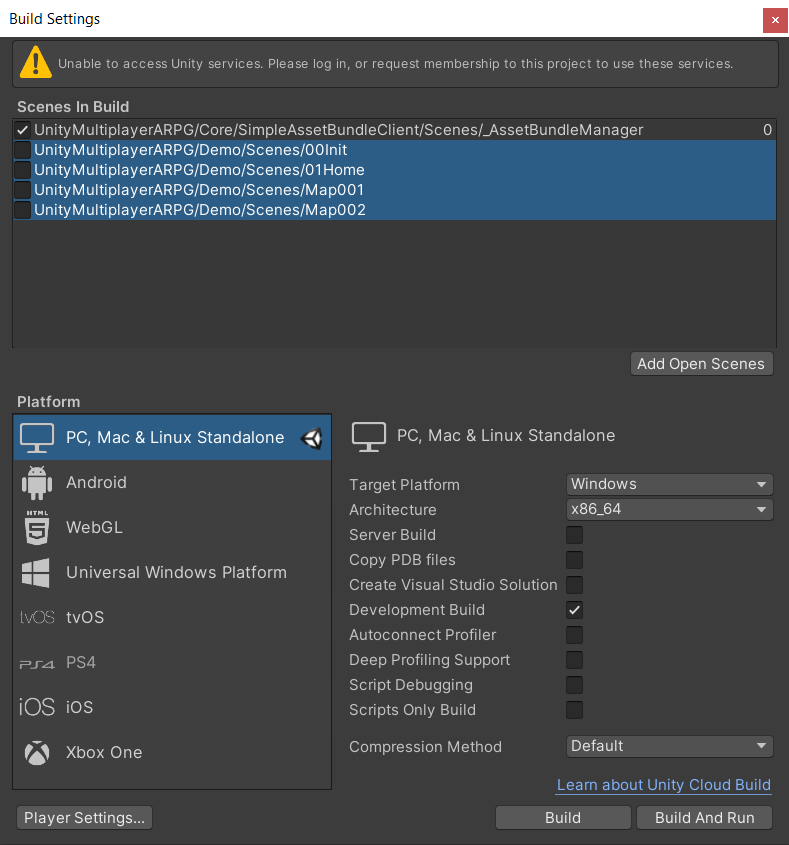 Build Settings
Unable to access Unity services. Please log in, or request membership to this project to use these services.
Scenes In Build
UnityMultiplayerARPG/Core/SimpleAssetBundleClient/Scenes/_AssetBundleManager 0
UnityMultiplayerARPG/Demo/Scenes/00Init
UnityMultiplayerARPG/Demo/Scenes/01Home
UnityMultiplayerARPG/Demo/Scenes/Map001
UnityMultiplayerARPG/Demo/Scenes/Map002
Add Open Scenes
Platform
PC, Mac & Linux Standalone
Android
HTML
5
WebGL
Universal Windows Platform
tvOS tvOS
PS4 PS4
iOS iOS
Xbox One
PC, Mac & Linux Standalone
Target Platform Windows
Architecture x86_64
Server Build
Copy PDB files
Create Visual Studio Solution
Development Build
Autoconnect Profiler
Deep Profiling Support
Script Debugging
Scripts Only Build
Compression Method Default
Learn about Unity Cloud Build
Player Settings... Build Build And Run